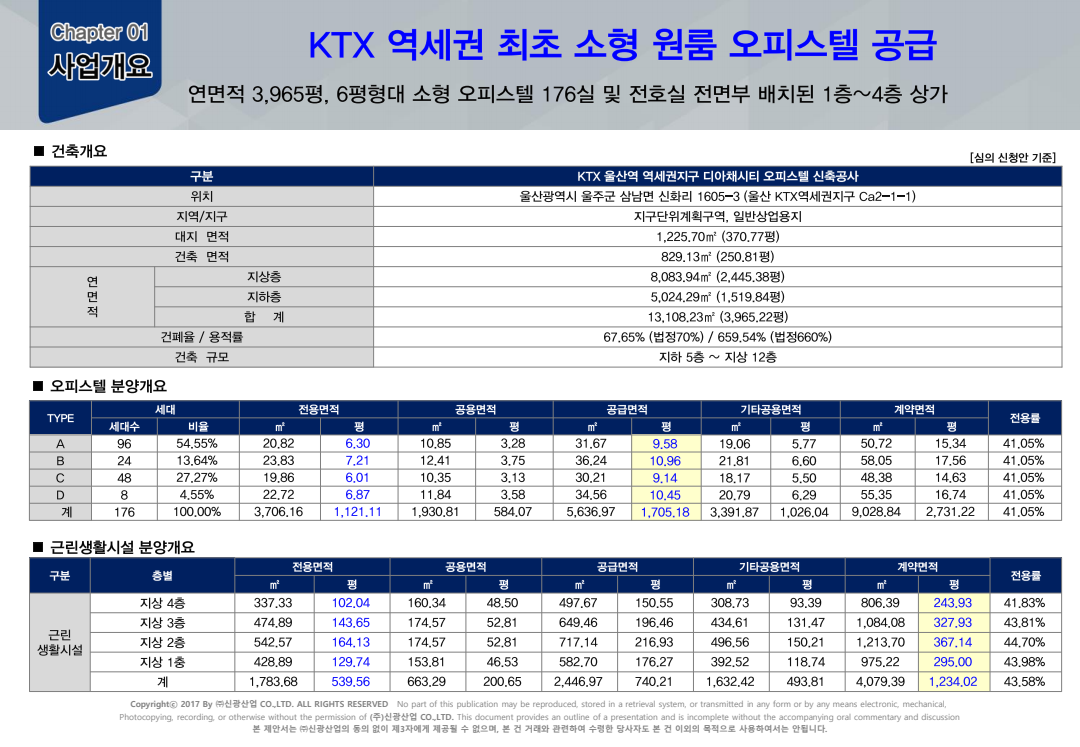 Chapter 01
사업개요
KTX 역세권 최초 소형 원룸 오피스텔 공급
연면적 3,965평, 6평형대 소형 오피스텔 176실 및 전호실 전면부 배치된 1층~4층 상가
■ 건축개요
[심의 신청안 기준]
구분 KTX 울산역 역세권지구 디아채시티 오피스텔 신축공사
위치 울산광역시 울주군 삼남면 신화리 1605-3 (울산 KTX역세권지구 Ca2-1-1)
지역/지구 지구단위계획구역, 일반상업용지
대지 면적 1,225.70㎡ (370.77평)
건축 면적 829.13㎡ (250.81평)
연면적 지상층 8,083.94㎡ (2,445.38평)
지하층 5,024.29㎡ (1,519.84평)
합 계 13,108.23㎡ (3,965.22평)
건폐율 / 용적률 67.65% (법정70%) / 659.54% (법정660%)
건축 규모 지하 5층 ~ 지상 12층
■ 오피스텔 분양개요
TYPE 세대 전용면적 공용면적 공급면적 기타공용면적 계약면적 전용률
세대수 비율 ㎡ 평 ㎡ 평 ㎡ 평 ㎡ 평 ㎡ 평
A 96 54.55% 20.82 6.30 10.85 3.28 31.67 9.58 19.06 5.77 50.72 15.34 41.05%
B 24 13.64% 23.83 7.21 12.41 3.75 36.24 10.96 21.81 6.60 58.05 17.56 41.05%
C 48 27.27% 19.86 6.01 10.35 3.13 30.21 9.14 18.17 5.50 48.38 14.63 41.05%
D 8 4.55% 22.72 6.87 11.84 3.58 34.56 10.45 20.79 6.29 55.35 16.74 41.05%
계 176 100.00% 3,706.16 1,121.11 1,930.81 584.07 5,636.97 1,705.18 3,391.87 1,026.04 9,028.84 2,731.22 41.05%
■ 근린생활시설 분양개요
구분 층별 전용면적 공용면적 공급면적 기타공용면적 계약면적 전용률
㎡ 평 ㎡ 평 ㎡ 평 ㎡ 평 ㎡ 평
근린생활시설 지상 4층 337.33 102.04 160.34 48.50 497.67 150.55 308.73 93.39 806.39 243.93 41.83%
지상 3층 474.89 143.65 174.57 52.81 649.46 196.46 434.61 131.47 1,084.08 327.93 43.81%
지상 2층 542.57 164.13 174.57 52.81 717.14 216.93 496.56 150.21 1,213.70 367.14 44.70%
지상 1층 428.89 129.74 153.81 46.53 582.70 176.27 392.52 118.74 975.22 295.00 43.98%
계 1,783.68 539.56 663.29 200.65 2,446.97 740.21 1,632.42 493.81 4,079.39 1,234.02 43.58%
Copyrightⓒ 2017 By ㈜신광산업 CO.,LTD. ALL RIGHTS RESERVED No part of this publication may be reproduced, stored in a retrieval system, or transmitted in any form or by any means electronic, mechanical,
Photocopying, recording, or otherwise without the permission of (주)신광산업 CO.,LTD. This document provides an outline of a presentation and is incomplete without the accompanying oral commentary and discussion
본 제안서는 ㈜신광산업의 동의 없이 제3자에게 제공될 수 없으며, 본 건 거래와 관련하여 수령한 당사자도 본 건 이외의 목적으로 사용하여서는 안됩니다.